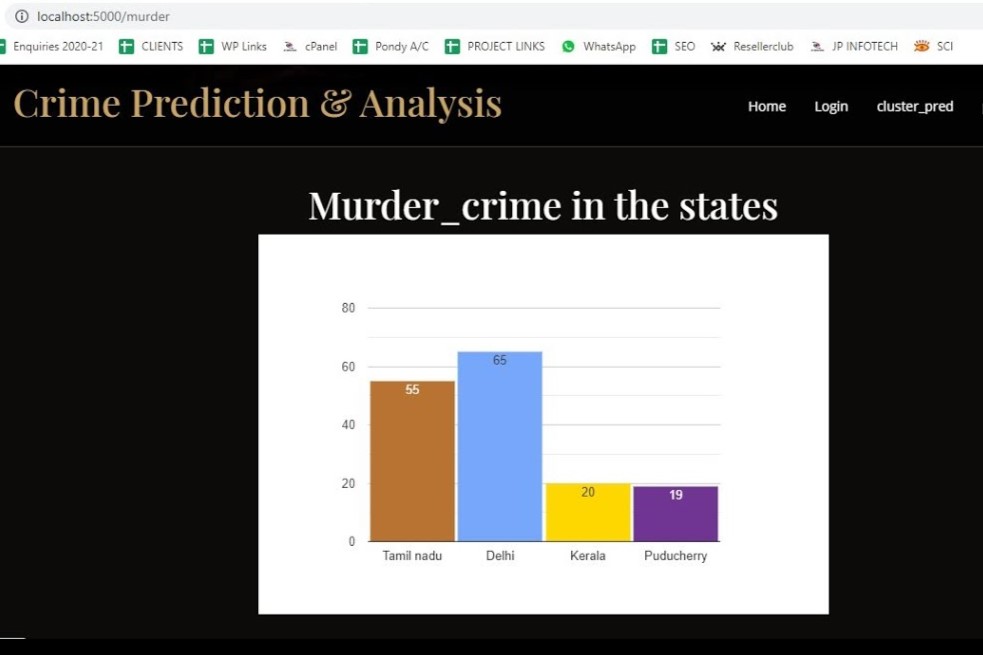 localhost:5000/murder
Enquiries 2020-21 CLIENTS WP Links cPanel Pondy A/C PROJECT LINKS WhatsApp SEO Resellerclub JP INFOTECH SCI
Crime Prediction & Analysis
Home Login cluster_pred
Murder_crime in the states
80
60
40
20
0
55
65
20
19
Tamil nadu Delhi Kerala Puducherry